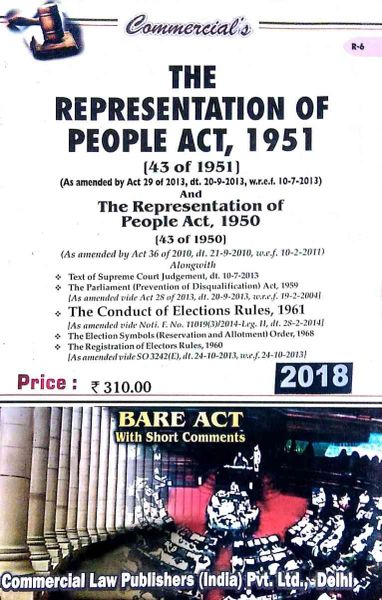 Commercial's
R-6
THE
REPRESENTATION OF
PEOPLE ACT, 1951
[43 of 1951]
(As amended by Act 29 of 2013, dt. 20-9-2013, w.r.e.f. 10-7-2013)
And
The Representation of
People Act, 1950
[43 of 1950]
(As amended by Act 36 of 2010, dt. 21-9-2010, w.e.f. 10-2-2011)
Alongwith
❖ Text of Supreme Court Judgement, dt. 10-7-2013
❖ The Parliament (Prevention of Disqualification) Act, 1959
[As amended vide Act 28 of 2013, dt. 20-9-2013, w.r.e.f. 19-2-2004]
❖ The Conduct of Elections Rules, 1961
[As amended vide Noti. F. No. 11019(3)/2014-Leg. II, dt. 28-2-2014]
❖ The Election Symbols (Reservation and Allotment) Order, 1968
❖ The Registration of Electors Rules, 1960
[As amended vide SO 3242(E), dt. 24-10-2013, w.e.f. 24-10-2013]
Price : ₹ 310.00
2018
BARE ACT
With Short Comments
Commercial Law Publishers (India) Pvt. Ltd., Delhi